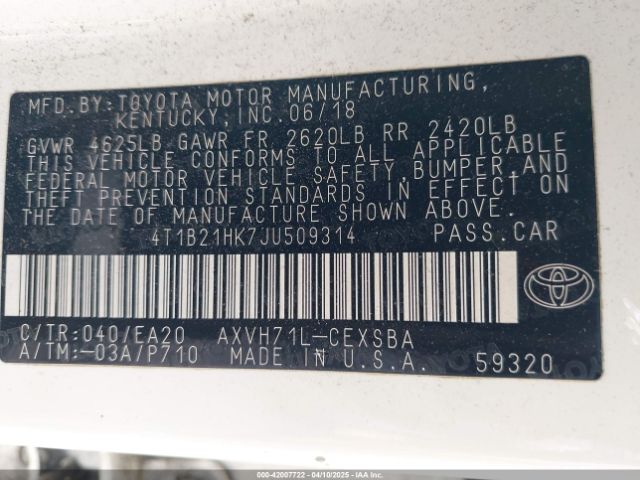 MFD.BY:TOYOTA MOTOR MANUFACTURING,
KENTUCKY,INC.06/18
GVWR 4625LB GAWR FR 2620LB RR 2420LB
THIS VEHICLE CONFORMS TO ALL APPLICABLE
FEDERAL MOTOR VEHICLE SAFETY,BUMPER,AND
THEFT PREVENTION STANDARDS IN EFFECT ON
THE DATE OF MANUFACTURE SHOWN ABOVE.
4T1B21HK7JU509314 PASS.CAR
C/TR:040/EA20 AXVH71L-CEXSBA
A/TM:-03A/P710 MADE IN U.S.A. 59320
000-42007722 - 04/10/2025 - IAA Inc.